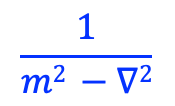 1
m² − ∇²